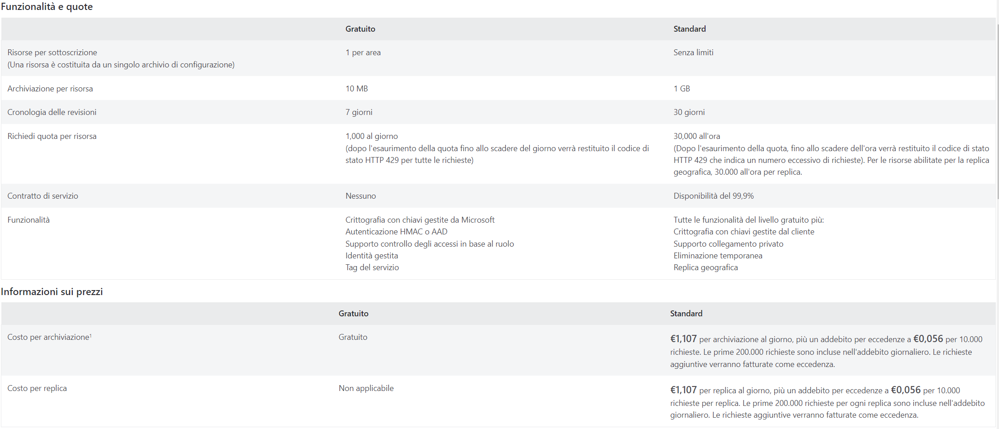 Funzionalità e quote
Gratuito Standard
Risorse per sottoscrizione
(Una risorsa è costituita da un singolo archivio di configurazione)
1 per area
Senza limiti
Archiviazione per risorsa
10 MB
1 GB
Cronologia delle revisioni
7 giorni
30 giorni
Richiedi quota per risorsa
1,000 al giorno
(dopo l'esaurimento della quota fino allo scadere del giorno verrà restituito il codice di
stato HTTP 429 per tutte le richieste)
30,000 all'ora
(Dopo l'esaurimento della quota, fino allo scadere dell'ora verrà restituito il codice di stato
HTTP 429 che indica un numero eccessivo di richieste). Per le risorse abilitate per la replica
geografica, 30.000 all'ora per replica.
Contratto di servizio
Nessuno
Disponibilità del 99,9%
Funzionalità
Crittografia con chiavi gestite da Microsoft
Autenticazione HMAC o AAD
Supporto controllo degli accessi in base al ruolo
Identità gestita
Tag del servizio
Tutte le funzionalità del livello gratuito più:
Crittografia con chiavi gestite dal cliente
Supporto collegamento privato
Eliminazione temporanea
Replica geografica
Informazioni sui prezzi
Gratuito Standard
Costo per archiviazione¹
Gratuito
€1,107 per archiviazione al giorno, più un addebito per eccedenze a €0,056 per 10.000
richieste. Le prime 200.000 richieste sono incluse nell'addebito giornaliero. Le richieste
aggiuntive verranno fatturate come eccedenza.
Costo per replica
Non applicabile
€1,107 per replica al giorno, più un addebito per eccedenze a €0,056 per 10.000
richieste per replica. Le prime 200.000 richieste per ogni replica sono incluse nell'addebito
giornaliero. Le richieste aggiuntive verranno fatturate come eccedenza.